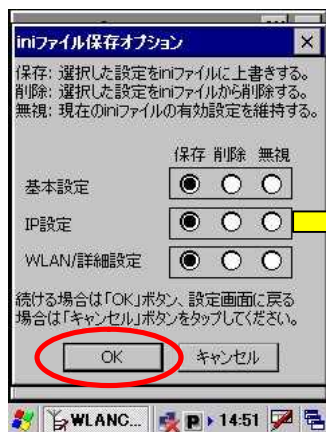 iniファイル保存オプション
保存: 選択した設定をiniファイルに上書きする。
削除: 選択した設定をiniファイルから削除する。
無視: 現在のiniファイルの有効設定を維持する。
保存 削除 無視
基本設定
IP設定
WLAN/詳細設定
続ける場合は「OK」ボタン、設定画面に戻る
場合は「キャンセル」ボタンをタップしてください。
OK キャンセル
WLANC... P 14:51